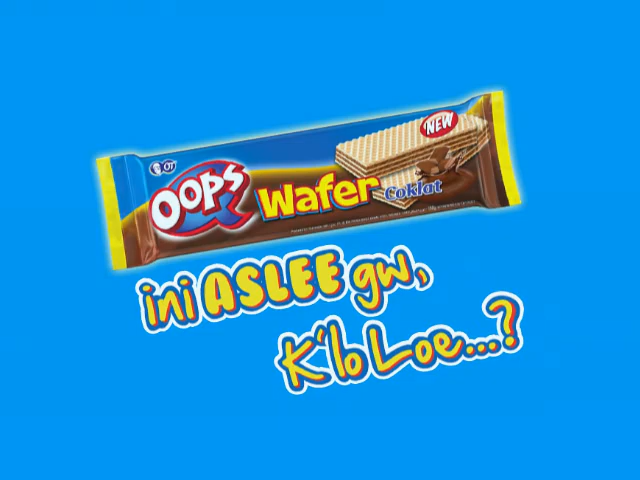 OT
OOPS
Wafer
Coklat
NEW
ini ASLEE gw,
K'lo Loe...?